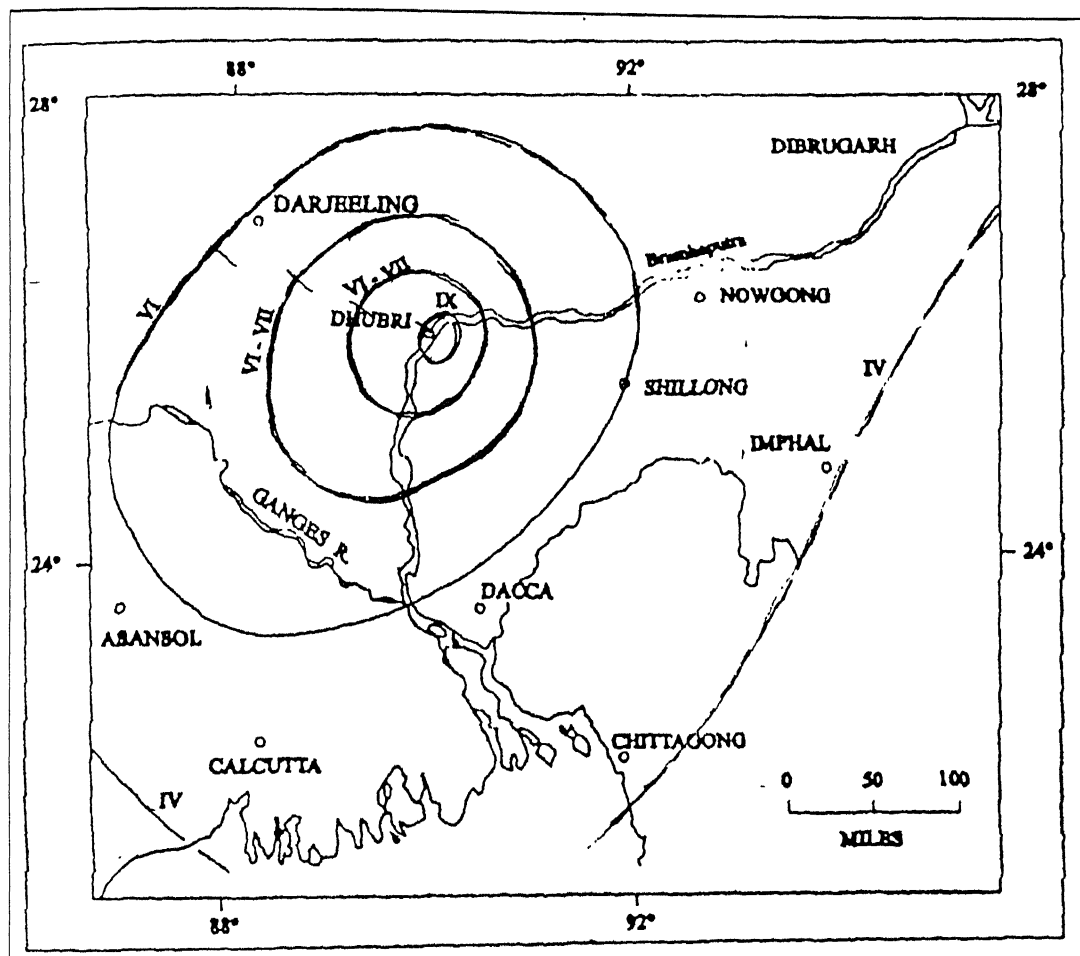 88° 92°
28° 28°
DIBRUGARH
DARJEELING
Brahmaputra
VI - VII
NOWGONG
VI
IX
DHUBRI
VI - VII
IV
SHILLONG
IMPHAL
GANGES R.
24° 24°
DACCA
ASANSOL
CHITTAGONG
CALCUTTA
0 50 100
IV
MILES
88° 92°